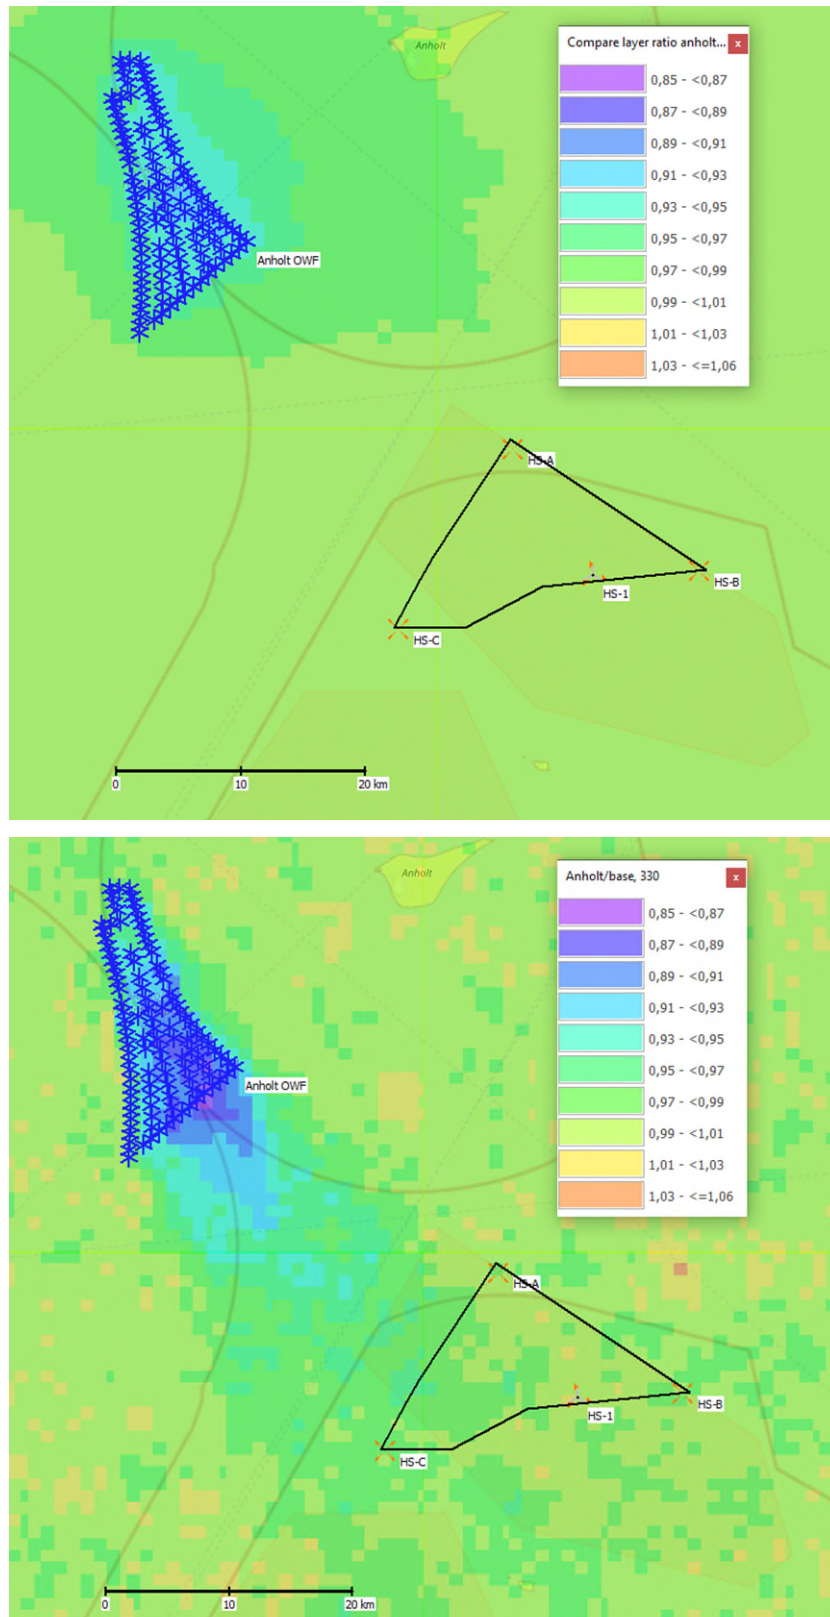 Anholt
Compare layer ratio anholt... x
0,85 - <0,87
0,87 - <0,89
0,89 - <0,91
0,91 - <0,93
0,93 - <0,95
0,95 - <0,97
0,97 - <0,99
0,99 - <1,01
1,01 - <1,03
1,03 - <=1,06
Anholt OWF
HS-A
HS-B
HS-1
HS-C
0
10
20 km
Anholt
Anholt/base, 330 x
0,85 - <0,87
0,87 - <0,89
0,89 - <0,91
0,91 - <0,93
0,93 - <0,95
0,95 - <0,97
0,97 - <0,99
0,99 - <1,01
1,01 - <1,03
1,03 - <=1,06
Anholt OWF
HS-A
HS-B
HS-1
HS-C
0
10
20 km